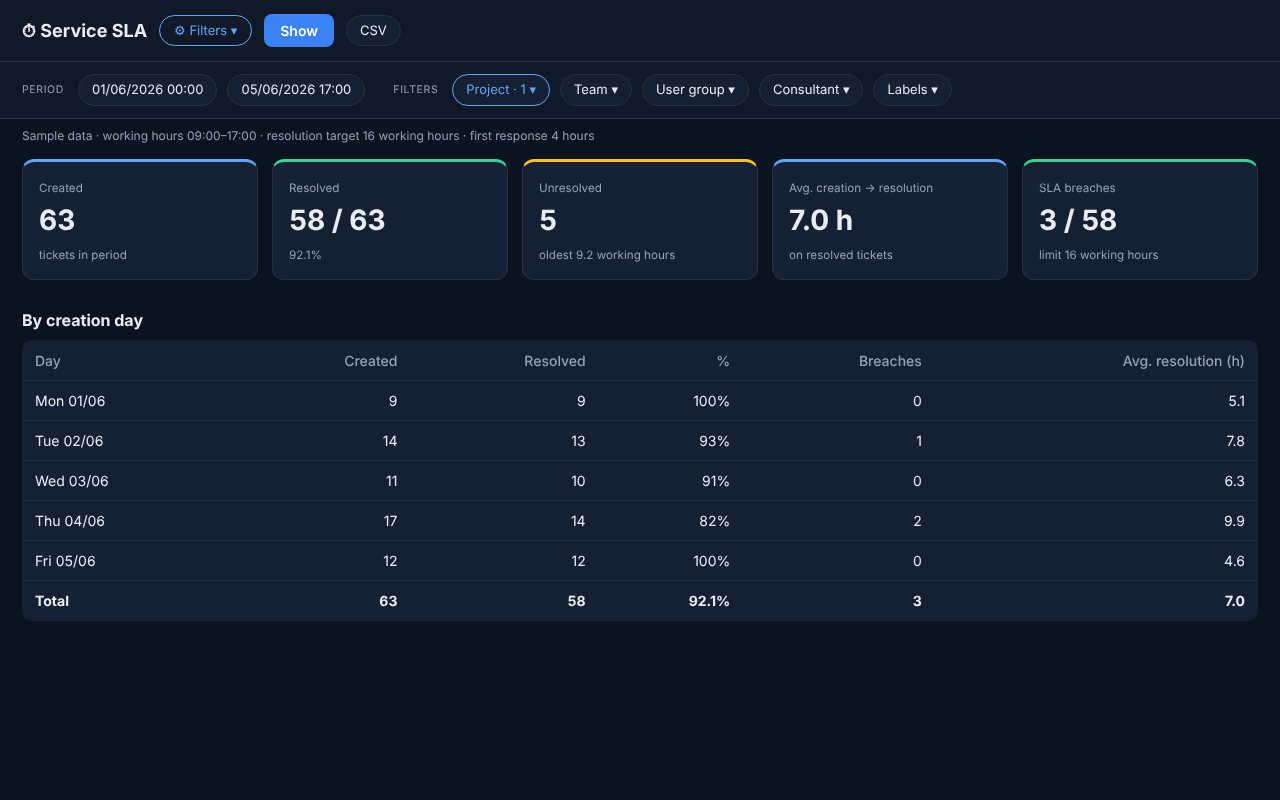 ⏱ Service SLA ⚙ Filters ▾ Show CSV
PERIOD 01/06/2026 00:00 05/06/2026 17:00 FILTERS Project · 1 ▾ Team ▾ User group ▾ Consultant ▾ Labels ▾
Sample data · working hours 09:00–17:00 · resolution target 16 working hours · first response 4 hours
Created
63
tickets in period
Resolved
58 / 63
92.1%
Unresolved
5
oldest 9.2 working hours
Avg. creation → resolution
7.0 h
on resolved tickets
SLA breaches
3 / 58
limit 16 working hours
By creation day
Day Created Resolved % Breaches Avg. resolution (h)
Mon 01/06 9 9 100% 0 5.1
Tue 02/06 14 13 93% 1 7.8
Wed 03/06 11 10 91% 0 6.3
Thu 04/06 17 14 82% 2 9.9
Fri 05/06 12 12 100% 0 4.6
Total 63 58 92.1% 3 7.0